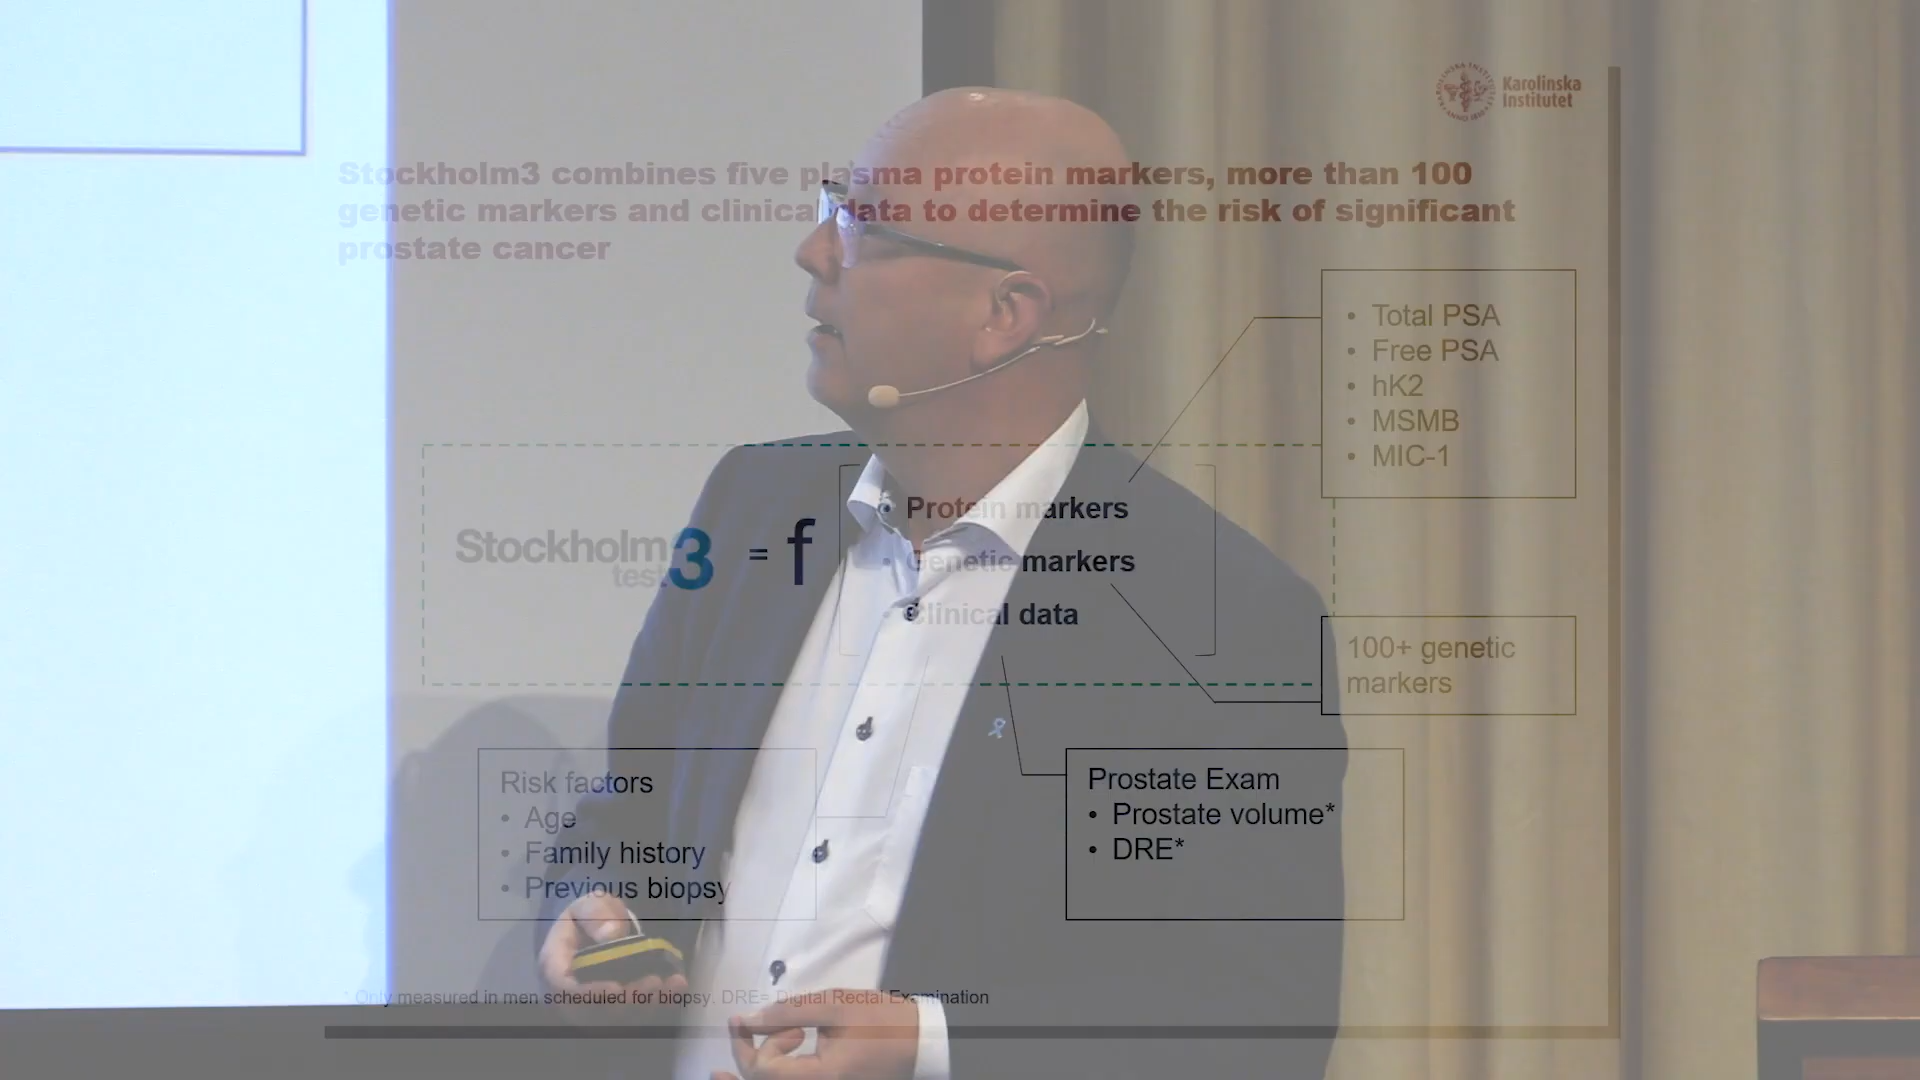 Karolinska
Institutet
Stockholm3 combines five plasma protein markers, more than 100
genetic markers and clinical data to determine the risk of significant
prostate cancer
• Total PSA
• Free PSA
• hK2
• MSMB
• MIC-1
Stockholm3
test
= f
• Protein markers
• Genetic markers
• Clinical data
100+ genetic
markers
Risk factors
• Age
• Family history
• Previous biopsy
Prostate Exam
• Prostate volume*
• DRE*
* Only measured in men scheduled for biopsy, DRE= Digital Rectal Examination